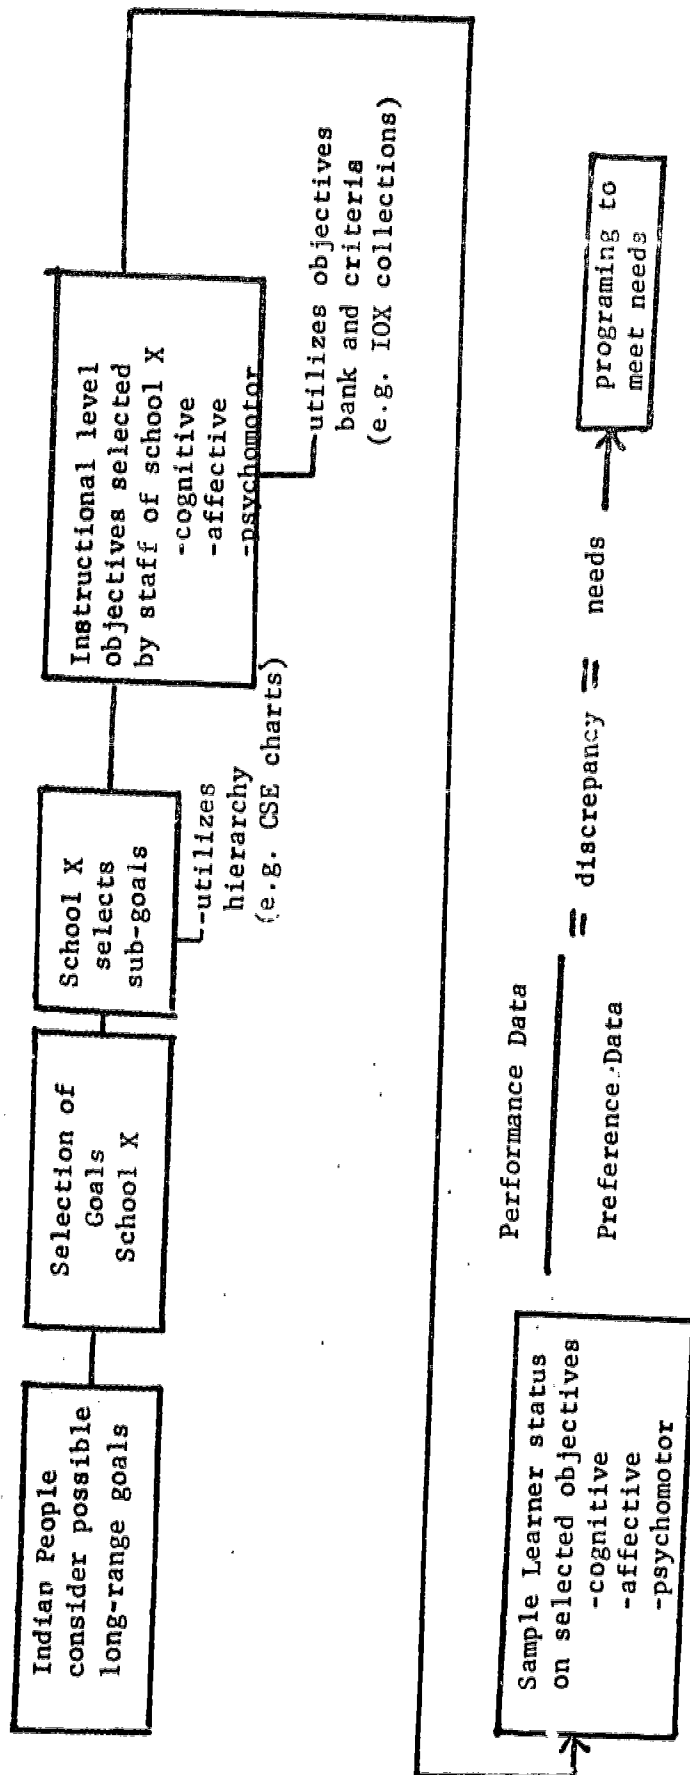 Indian People
consider possible
long-range goals
Selection of
Goals
School X
School X
selects
sub-goals
-utilizes
hierarchy
(e.g. CSE charts)
Instructional level
objectives selected
by staff of school X
-cognitive
-affective
-psychomotor
-utilizes objectives
bank and criteria
(e.g. IOX collections)
Sample Learner status
on selected objectives
-cognitive
-affective
-psychomotor
Performance Data
Preference Data
= discrepancy = needs
programing to
meet needs